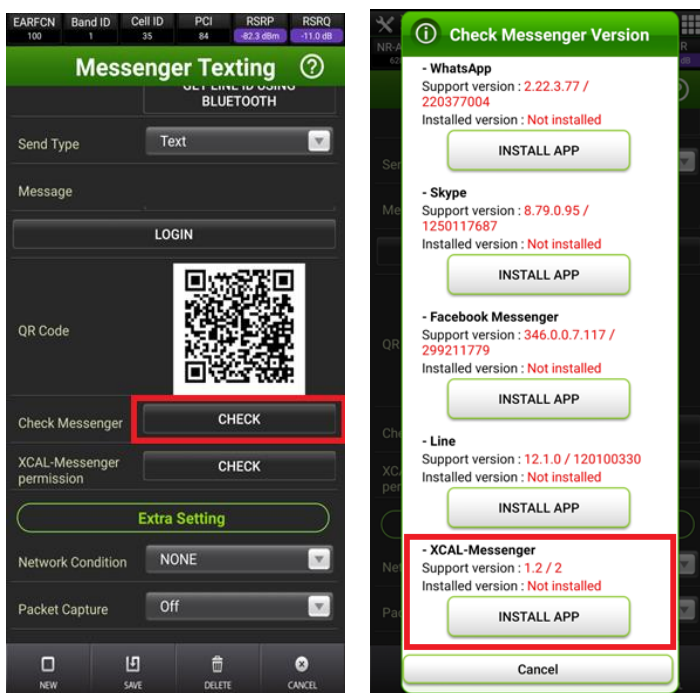 EARFCN Band ID Cell ID PCI RSRP RSRQ
100 1 35 84 -82.3 dBm -11.0 dB
Messenger Texting ?
GET LINE ID USING
BLUETOOTH
Send Type Text
Message
LOGIN
QR Code
Check Messenger CHECK
XCAL-Messenger
permission CHECK
Extra Setting
Network Condition NONE
Packet Capture Off
NEW SAVE DELETE CANCEL
Check Messenger Version
- WhatsApp
Support version : 2.22.3.77 /
220377004
Installed version : Not installed
INSTALL APP
- Skype
Support version : 8.79.0.95 /
1250117687
Installed version : Not installed
INSTALL APP
- Facebook Messenger
Support version : 346.0.0.7.117 /
299211779
Installed version : Not installed
INSTALL APP
- Line
Support version : 12.1.0 / 120100330
Installed version : Not installed
INSTALL APP
- XCAL-Messenger
Support version : 1.2 / 2
Installed version : Not installed
INSTALL APP
Cancel